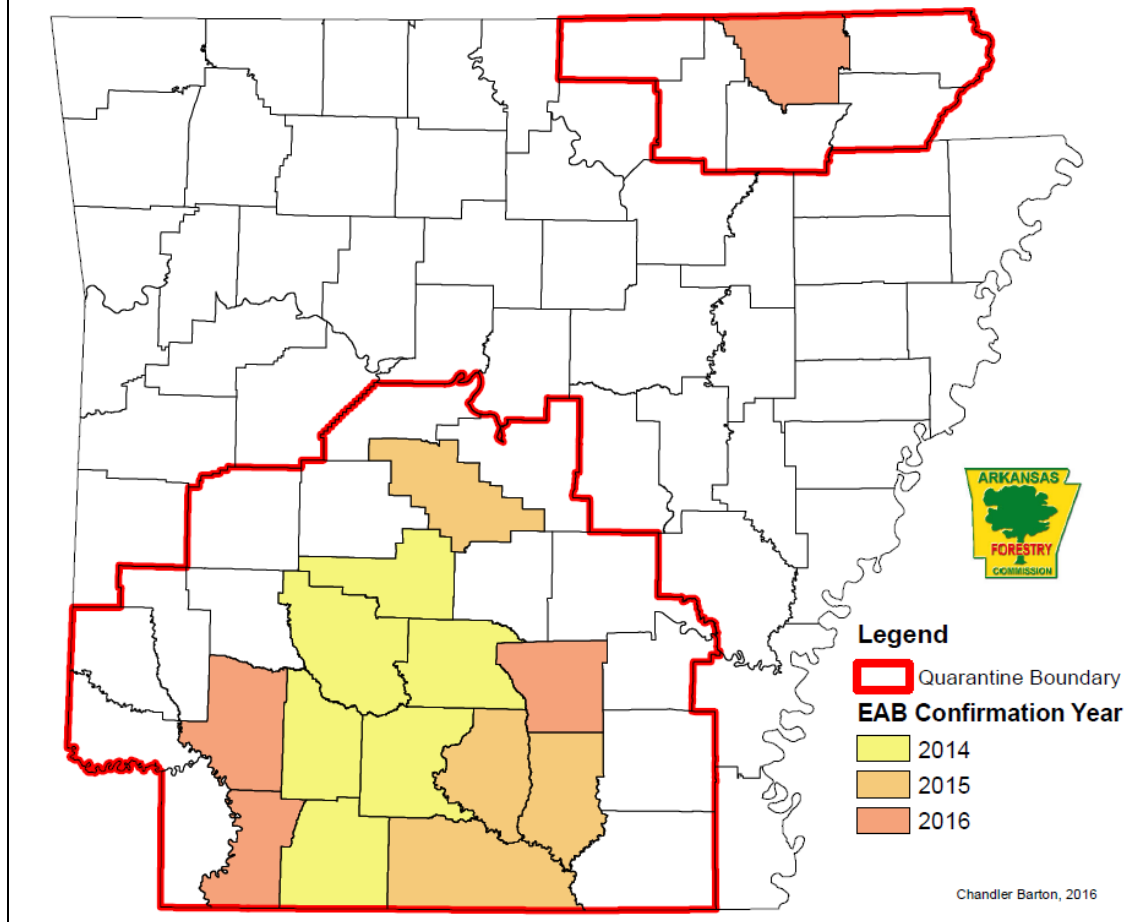 ARKANSAS
FORESTRY
COMMISSION
Legend
Quarantine Boundary
EAB Confirmation Year
2014
2015
2016
Chandler Barton, 2016